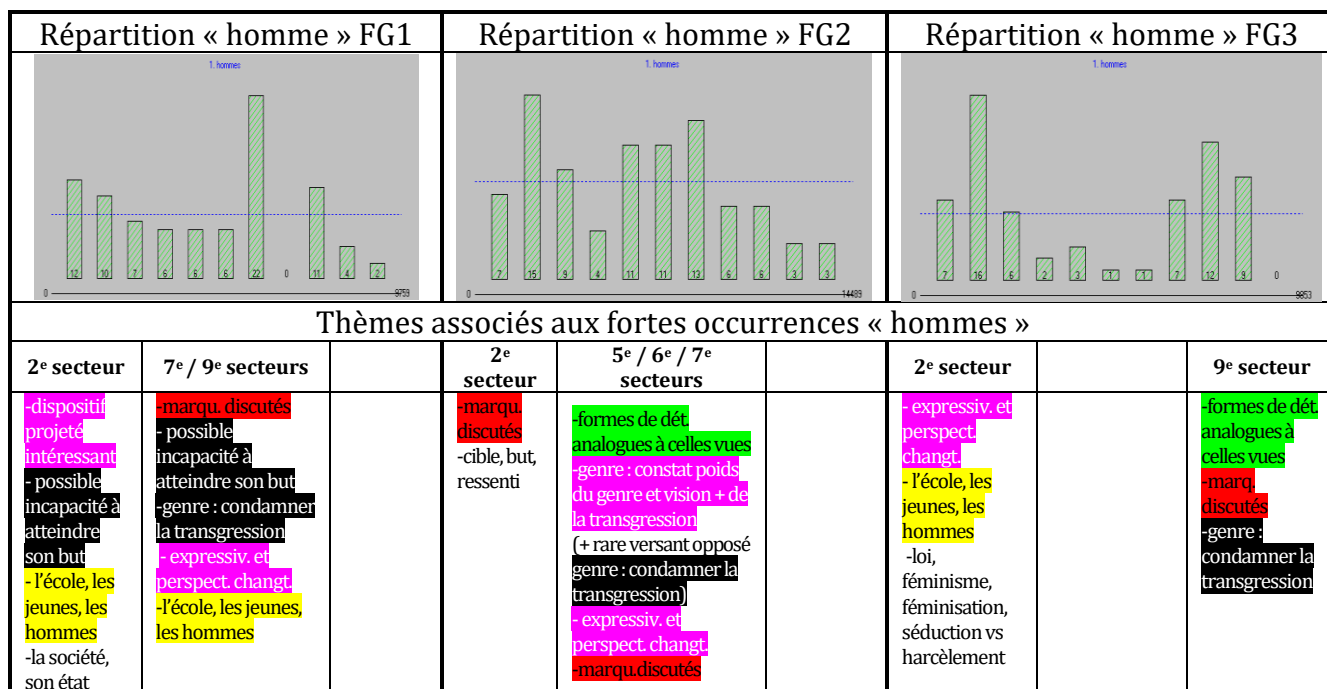 Répartition « homme » FG1
Répartition « homme » FG2
Répartition « homme » FG3
1. hommes
12 10 7 6 6 6 22 0 11 4 2
0 9753
1. hommes
7 15 9 4 11 11 13 6 6 3 3
0 14489
1. hommes
7 16 6 2 3 1 1 7 12 9 0
0 9853
Thèmes associés aux fortes occurrences « hommes »
2e secteur
7e / 9e secteurs
2e
secteur
5e / 6e / 7e
secteurs
2e secteur
9e secteur
-dispositif
projeté
intéressant
- possible
incapacité à
atteindre
son but
- l’école, les
jeunes, les
hommes
-la société,
son état
-marqu. discutés
- possible
incapacité à
atteindre son but
-genre : condamner
la transgression
- expressiv. et
perspect. changt.
-l’école, les jeunes,
les hommes
-marqu.
discutés
-cible, but,
ressenti
-formes de dét.
analogues à celles vues
-genre : constat poids
du genre et vision + de
la transgression
(+ rare versant opposé
genre : condamner la
transgression)
- expressiv. et
perspect. changt.
-marqu.discutés
- expressiv. et
perspect.
changt.
- l’école, les
jeunes, les
hommes
-loi,
féminisme,
féminisation,
séduction vs
harcèlement
-formes de dét.
analogues à
celles vues
-marq.
discutés
-genre :
condamner la
transgression